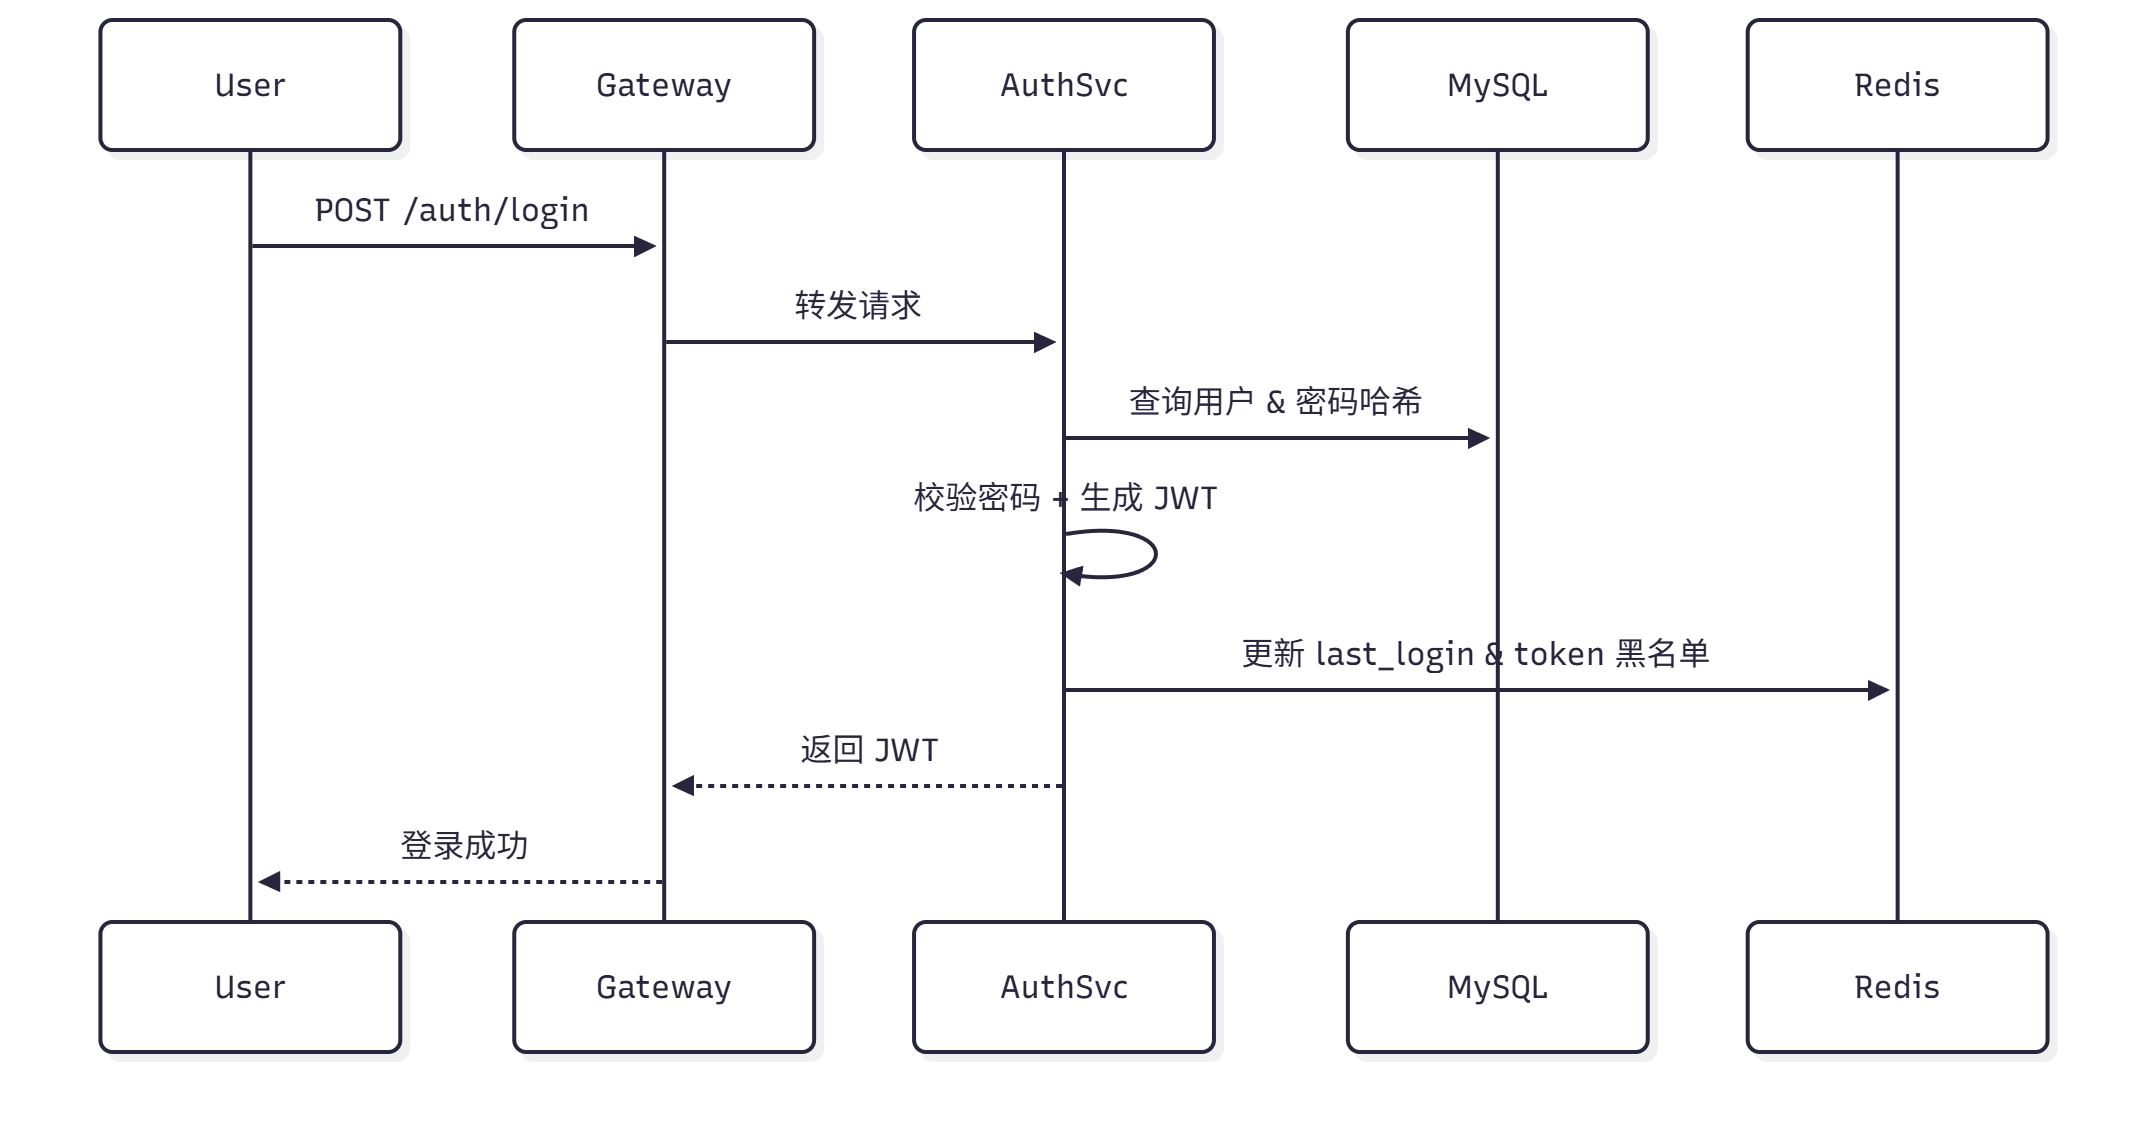 User
Gateway
AuthSvc
MySQL
Redis
POST /auth/login
转发请求
查询用户 & 密码哈希
校验密码 + 生成 JWT
更新 last_login & token 黑名单
返回 JWT
登录成功
User
Gateway
AuthSvc
MySQL
Redis